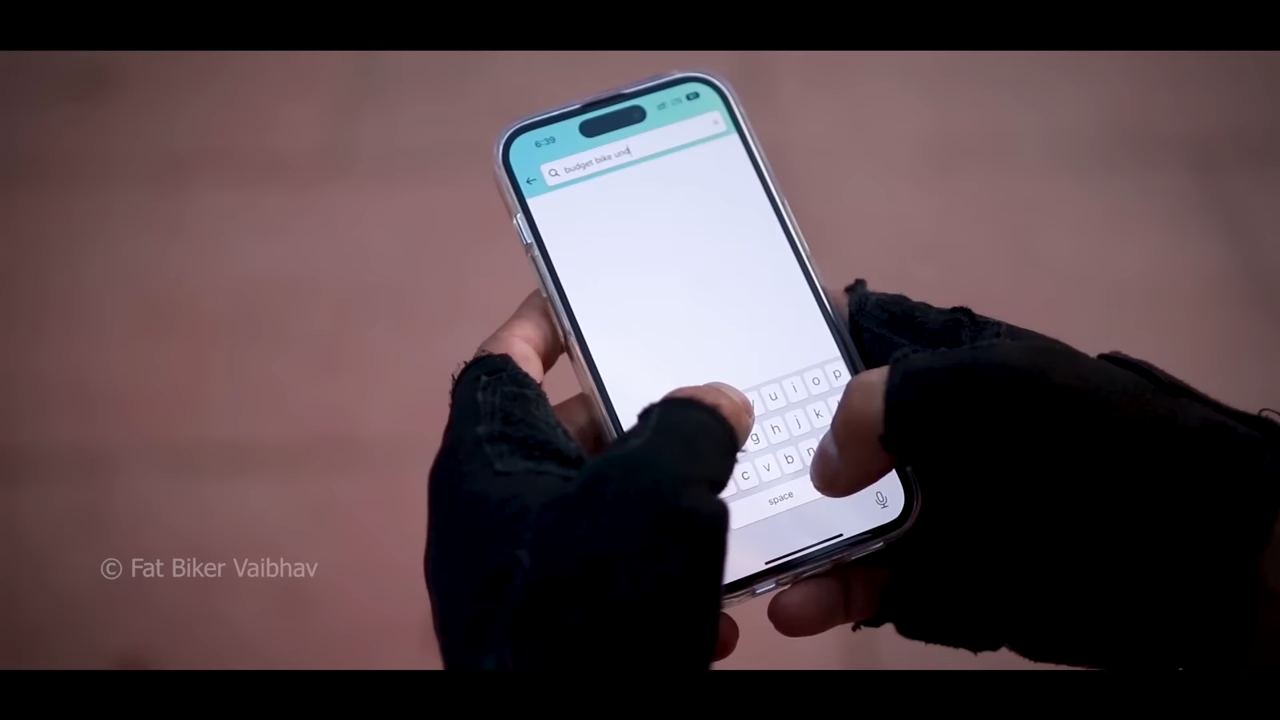 6:39
budget bike und
y u i o p
g h j k
c v b n
space
© Fat Biker Vaibhav